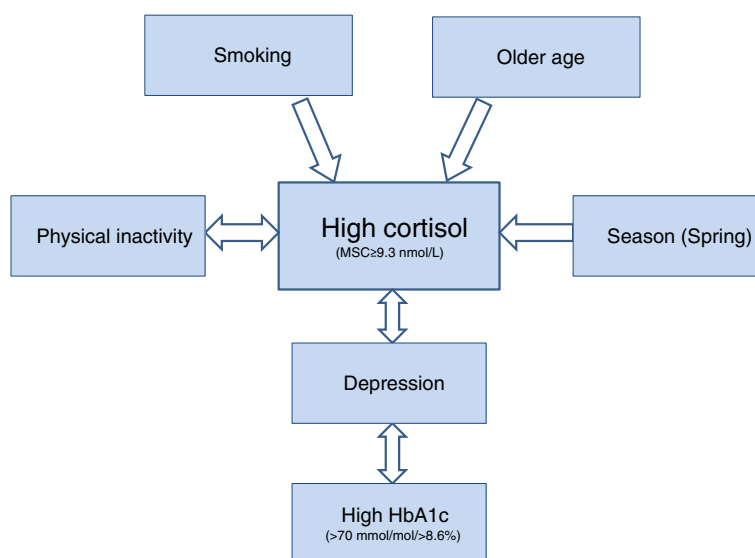 Smoking
Older age
Physical inactivity
High cortisol
(MSC≥9.3 nmol/L)
Season (Spring)
Depression
High HbA1c
(>70 mmol/mol/>8.6%)